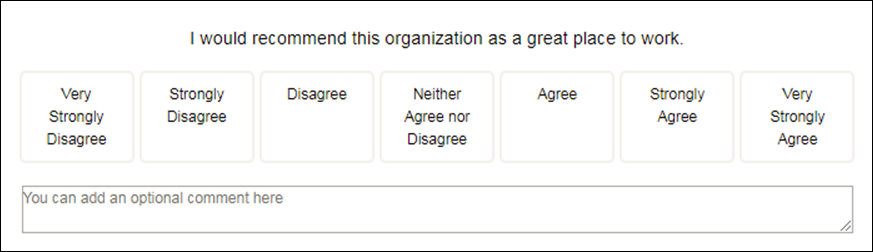 I would recommend this organization as a great place to work.
Very
Strongly
Disagree
Strongly
Disagree
Disagree
Neither
Agree nor
Disagree
Agree
Strongly
Agree
Very
Strongly
Agree
You can add an optional comment here